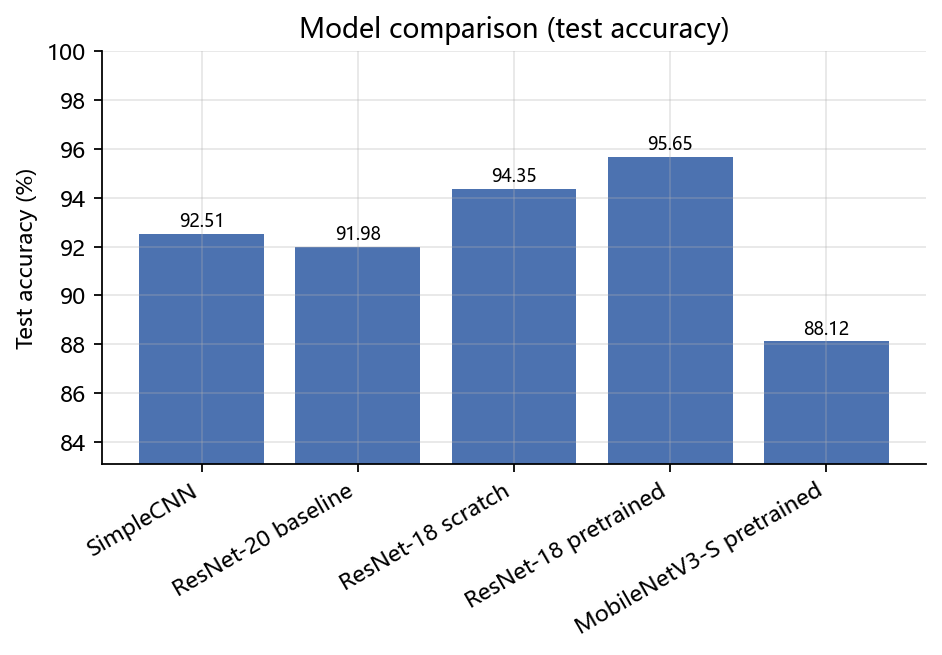 Model comparison (test accuracy)
Test accuracy (%)
100
98
96
94
92
90
88
86
84
92.51
91.98
94.35
95.65
88.12
SimpleCNN
ResNet-20 baseline
ResNet-18 scratch
ResNet-18 pretrained
MobileNetV3-S pretrained